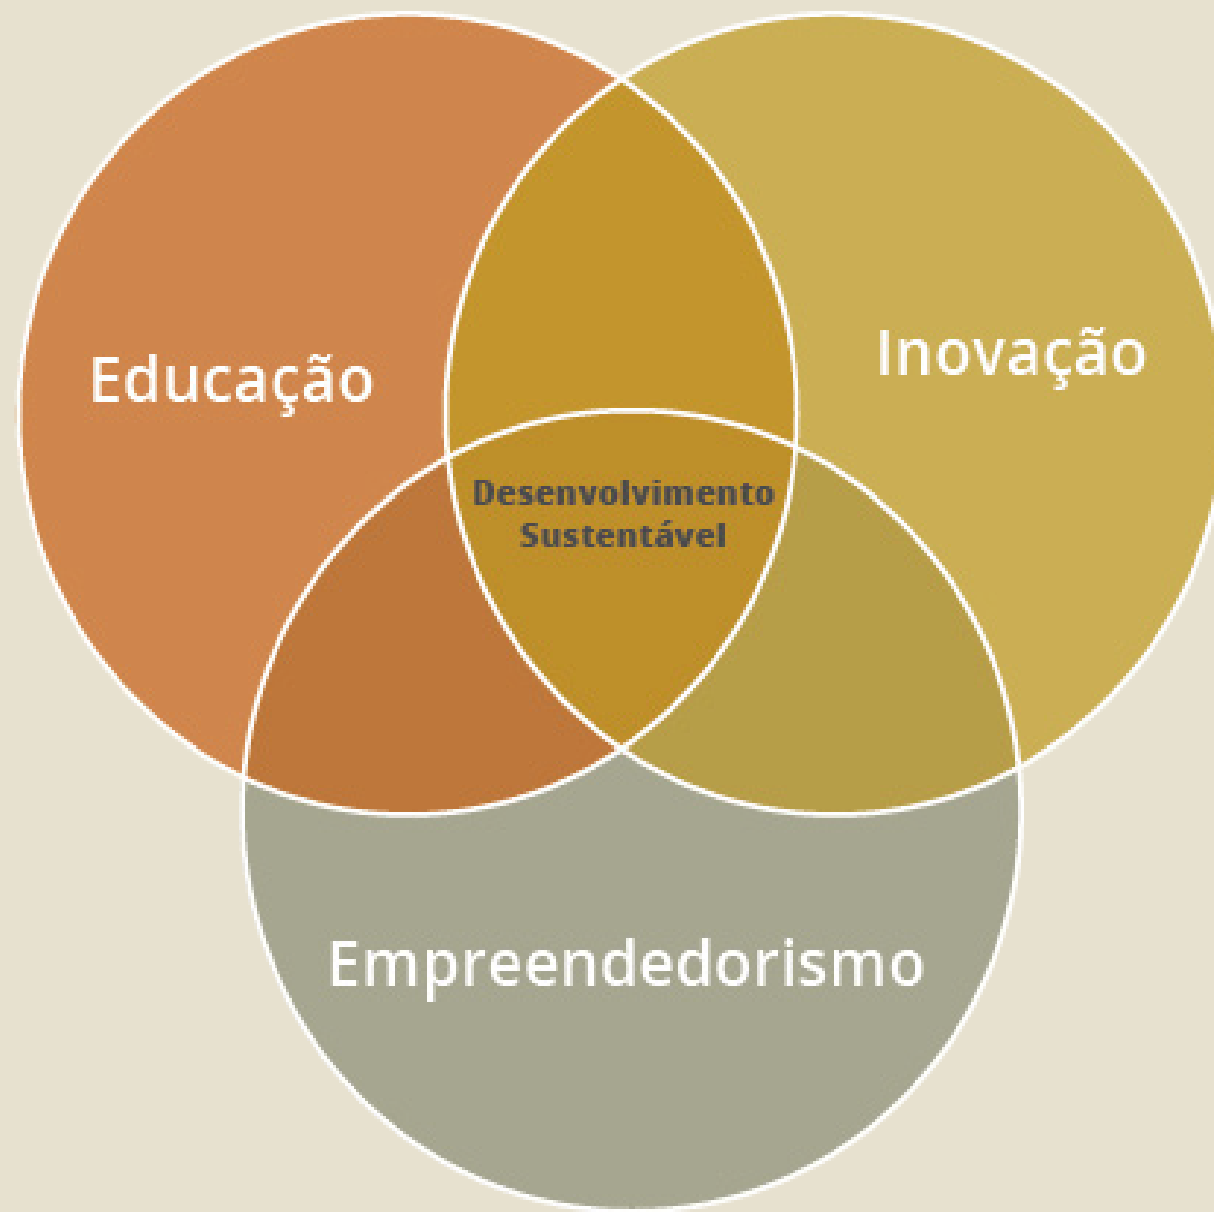 Educação
Inovação
Desenvolvimento
Sustentável
Empreendedorismo